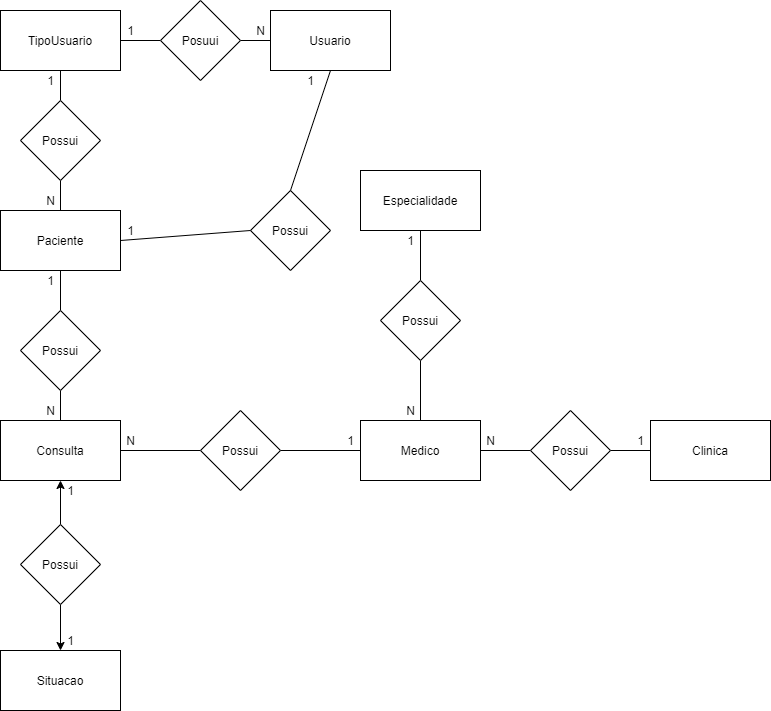 TipoUsuario
1
Posuui
N
Usuario
1
1
Possui
N
Paciente
1
Possui
Especialidade
1
1
Possui
Possui
N
N
Consulta
N
Possui
1
Medico
N
Possui
1
Clinica
1
Possui
1
Situacao